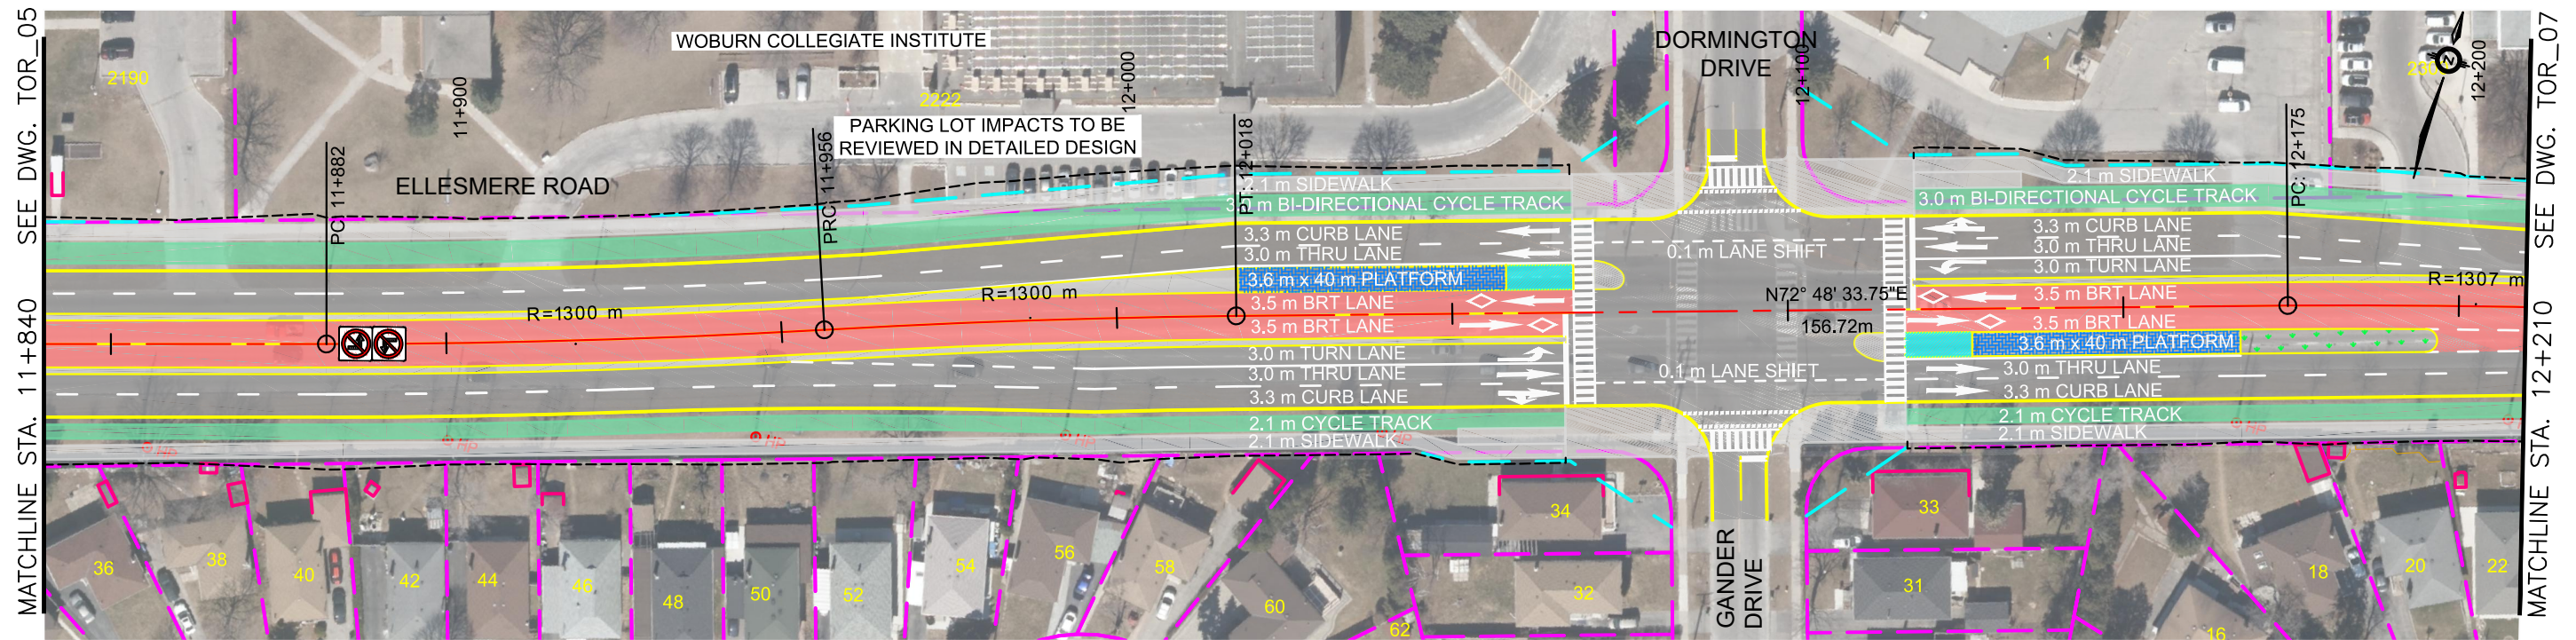 SEE DWG. TOR_05
MATCHLINE STA. 11+840
2190
11+900
WOBURN COLLEGIATE INSTITUTE
2222
12+000
PARKING LOT IMPACTS TO BE
REVIEWED IN DETAILED DESIGN
DORMINGTON
DRIVE
12+100
1
N
12+200
SEE DWG. TOR_07
MATCHLINE STA. 12+210
ELLESMERE ROAD
PC: 11+882
PRC: 11+956
PT: 12+018
PC: 12+175
R=1300 m
R=1300 m
R=1307 m
2.1 m SIDEWALK
3.0 m BI-DIRECTIONAL CYCLE TRACK
3.3 m CURB LANE
3.0 m THRU LANE
3.6 m x 40 m PLATFORM
3.5 m BRT LANE
3.5 m BRT LANE
3.0 m TURN LANE
3.0 m THRU LANE
3.3 m CURB LANE
2.1 m CYCLE TRACK
2.1 m SIDEWALK
0.1 m LANE SHIFT
N72° 48' 33.75"E
156.72m
0.1 m LANE SHIFT
2.1 m SIDEWALK
3.0 m BI-DIRECTIONAL CYCLE TRACK
3.3 m CURB LANE
3.0 m THRU LANE
3.0 m TURN LANE
3.5 m BRT LANE
3.5 m BRT LANE
3.6 m x 40 m PLATFORM
3.0 m THRU LANE
3.3 m CURB LANE
2.1 m CYCLE TRACK
2.1 m SIDEWALK
HP
HP
HP
HP
HP
HP
36
38
40
42
44
46
48
50
52
54
56
58
60
62
34
32
GANDER
DRIVE
33
31
16
18
20
22